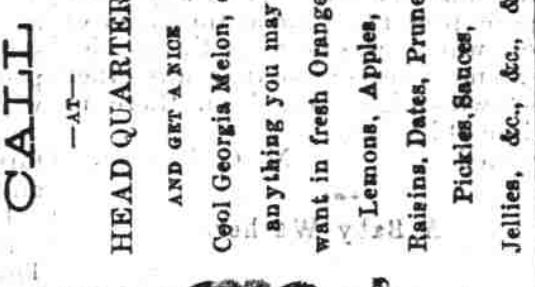 CALL
—AT—
HEAD QUARTER
AND GET A NICE
Cool Georgia Melon,
anything you may
want in fresh Orange
Lemons, Apples,
Raisins, Dates, Prune
Pickles, Sauces,
Jellies, &c., &c., &